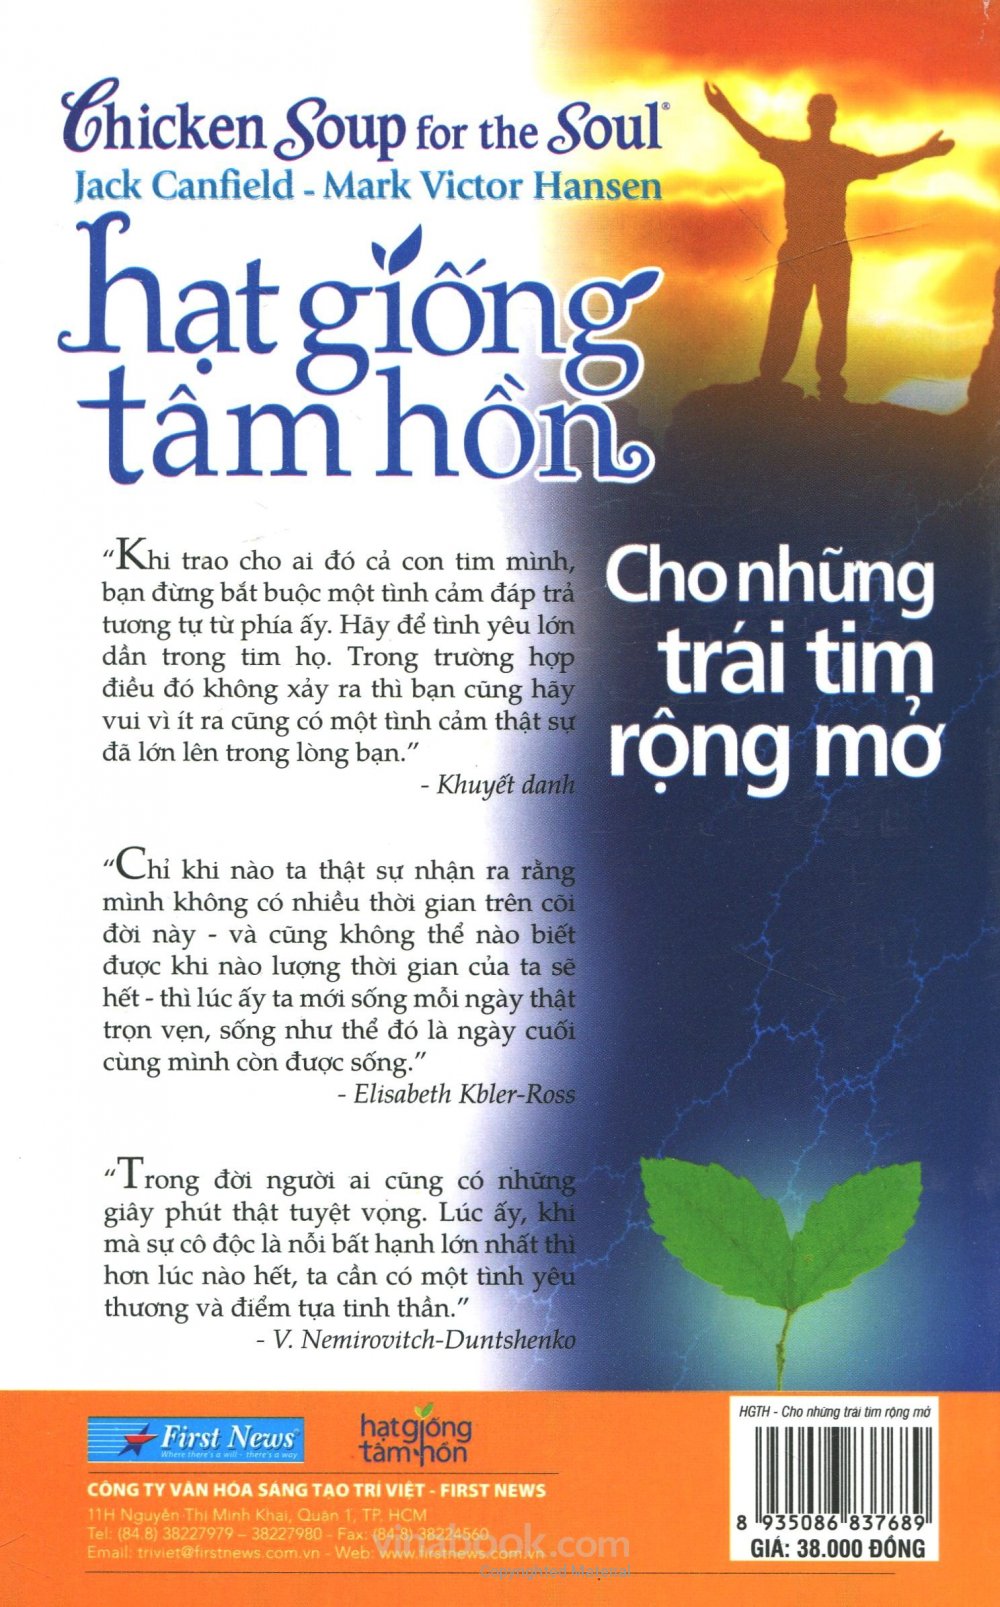 Chicken Soup for the Soul®
Jack Canfield - Mark Victor Hansen
hạt giống
tâm hồn
Cho những
trái tim
rộng mở
“Khi trao cho ai đó cả con tim mình,
bạn đừng bắt buộc một tình cảm đáp trả
tương tự từ phía ấy. Hãy để tình yêu lớn
dần trong tim họ. Trong trường hợp
điều đó không xảy ra thì bạn cũng hãy
vui vì ít ra cũng có một tình cảm thật sự
đã lớn lên trong lòng bạn.”
- Khuyết danh
“Chỉ khi nào ta thật sự nhận ra rằng
mình không có nhiều thời gian trên cõi
đời này - và cũng không thể nào biết
được khi nào lượng thời gian của ta sẽ
hết - thì lúc ấy ta mới sống mỗi ngày thật
trọn vẹn, sống như thể đó là ngày cuối
cùng mình còn được sống.”
- Elisabeth Kbler-Ross
“Trong đời người ai cũng có những
giây phút thật tuyệt vọng. Lúc ấy, khi
mà sự cô độc là nỗi bất hạnh lớn nhất thì
hơn lúc nào hết, ta cần có một tình yêu
thương và điểm tựa tinh thần.”
- V. Nemirovitch-Duntshenko
First News
Where there's a will - there's a way
hạt giống
tâm hồn
CÔNG TY VĂN HÓA SÁNG TẠO TRÍ VIỆT - FIRST NEWS
11H Nguyễn Thị Minh Khai, Quận 1, TP. HCM
Tel: (84.8) 38227979 – 38227980 - Fax: (84.8) 38224560
Email: triviet@firstnews.com.vn - Web: www.firstnews.com.vn
vinabook.com
Copyrighted Material
HGTH - Cho những trái tim rộng mở
8 935086 837689
GIÁ: 38.000 ĐỒNG